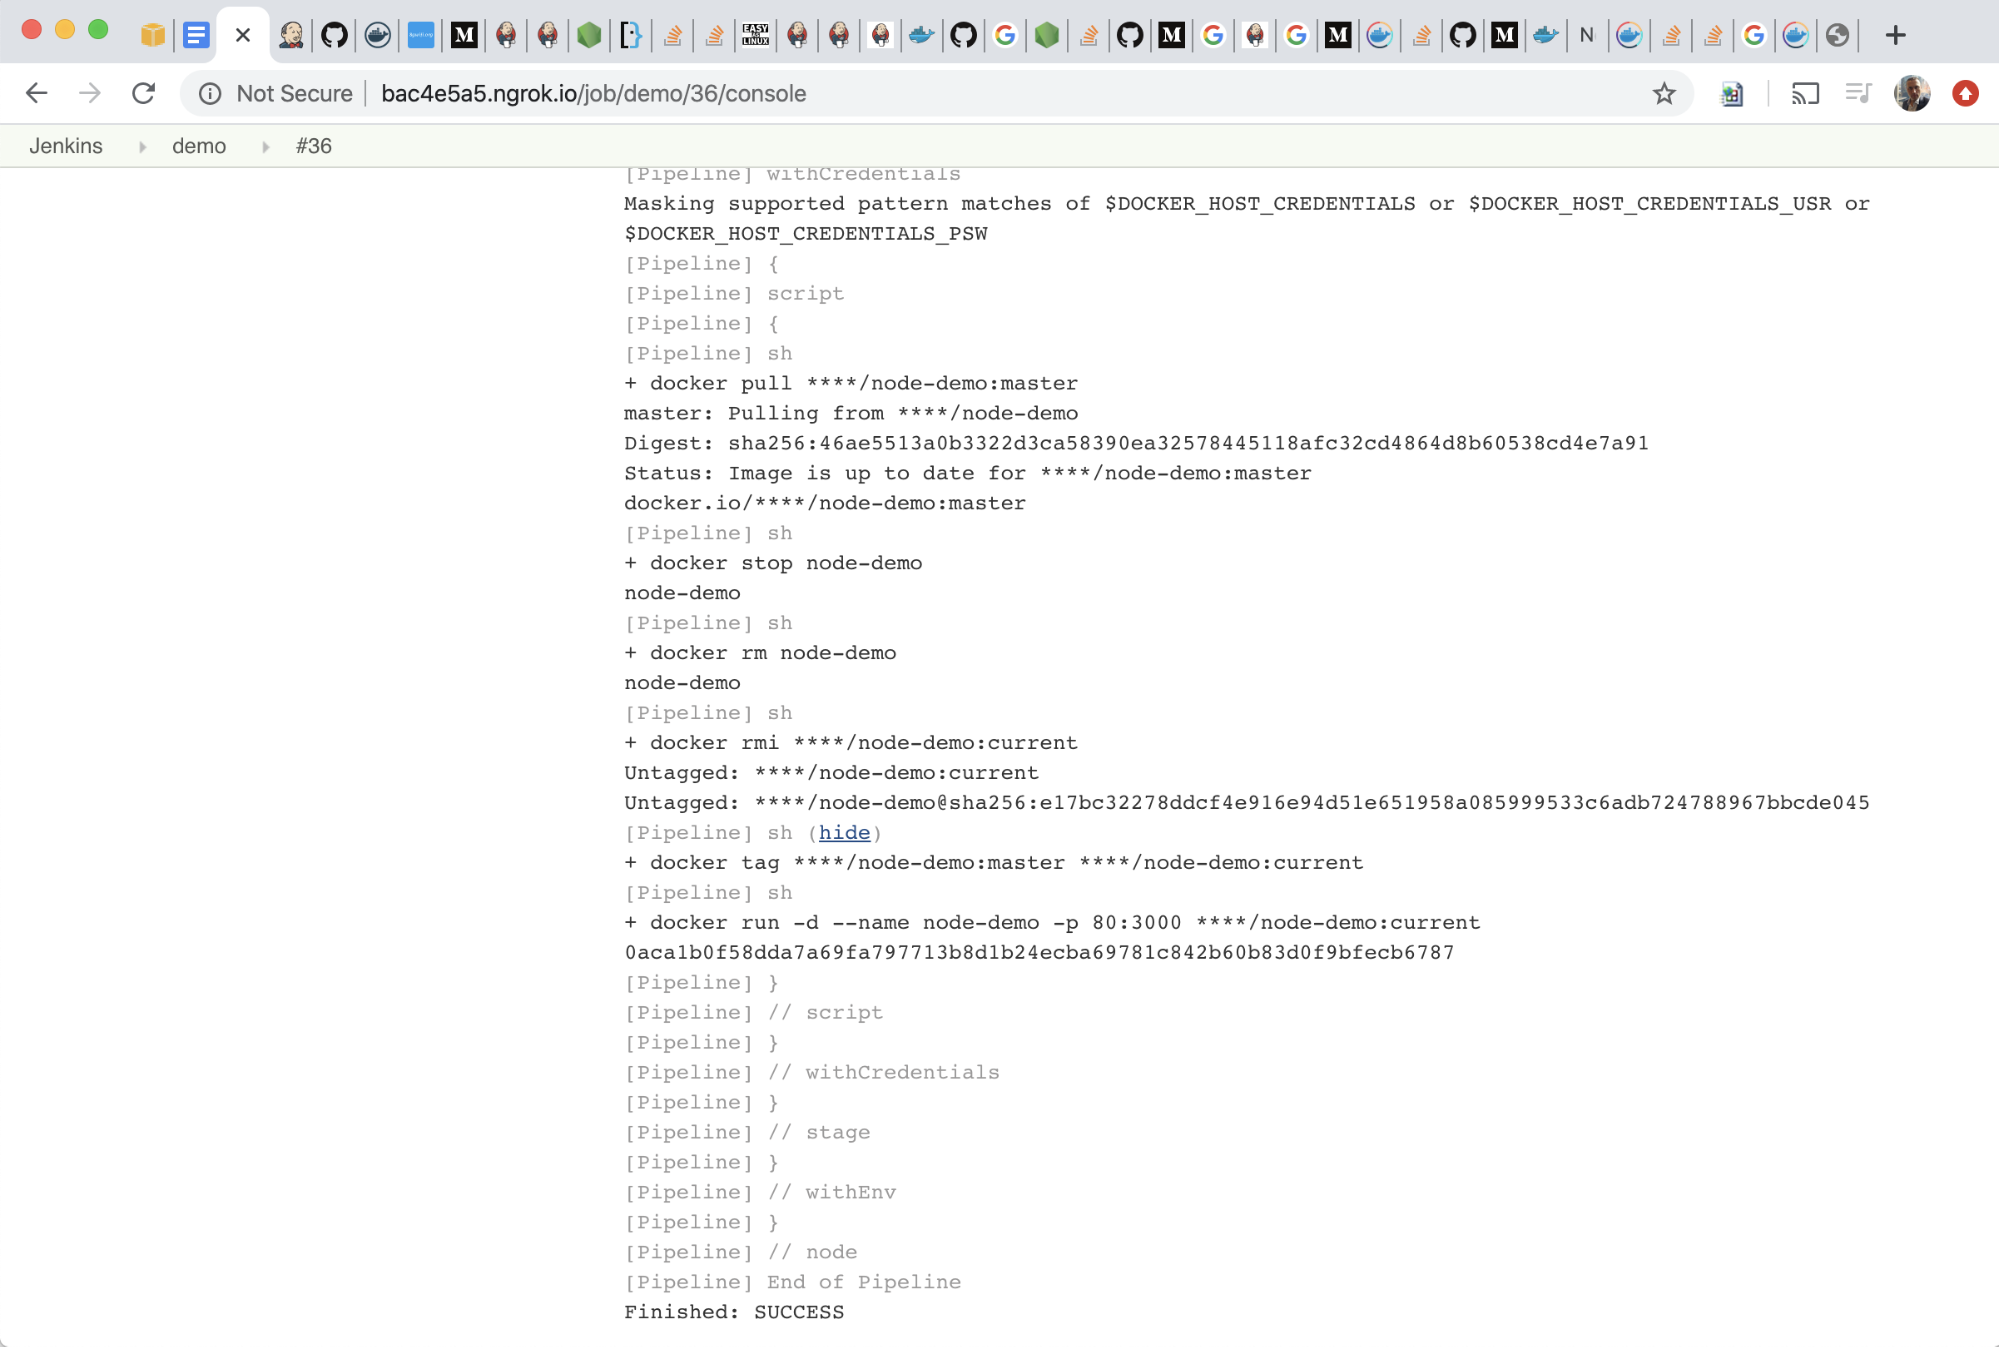 Not Secure bac4e5a5.ngrok.io/job/demo/36/console
Jenkins demo #36
[Pipeline] withCredentials
Masking supported pattern matches of $DOCKER_HOST_CREDENTIALS or $DOCKER_HOST_CREDENTIALS_USR or
$DOCKER_HOST_CREDENTIALS_PSW
[Pipeline] {
[Pipeline] script
[Pipeline] {
[Pipeline] sh
+ docker pull ****/node-demo:master
master: Pulling from ****/node-demo
Digest: sha256:46ae5513a0b3322d3ca58390ea32578445118afc32cd4864d8b60538cd4e7a91
Status: Image is up to date for ****/node-demo:master
docker.io/****/node-demo:master
[Pipeline] sh
+ docker stop node-demo
node-demo
[Pipeline] sh
+ docker rm node-demo
node-demo
[Pipeline] sh
+ docker rmi ****/node-demo:current
Untagged: ****/node-demo:current
Untagged: ****/node-demo@sha256:e17bc32278ddcf4e916e94d51e651958a085999533c6adb724788967bbcde045
[Pipeline] sh (hide)
+ docker tag ****/node-demo:master ****/node-demo:current
[Pipeline] sh
+ docker run -d --name node-demo -p 80:3000 ****/node-demo:current
0aca1b0f58dda7a69fa797713b8d1b24ecba69781c842b60b83d0f9bfecb6787
[Pipeline] }
[Pipeline] // script
[Pipeline] }
[Pipeline] // withCredentials
[Pipeline] }
[Pipeline] // stage
[Pipeline] }
[Pipeline] // withEnv
[Pipeline] }
[Pipeline] // node
[Pipeline] End of Pipeline
Finished: SUCCESS